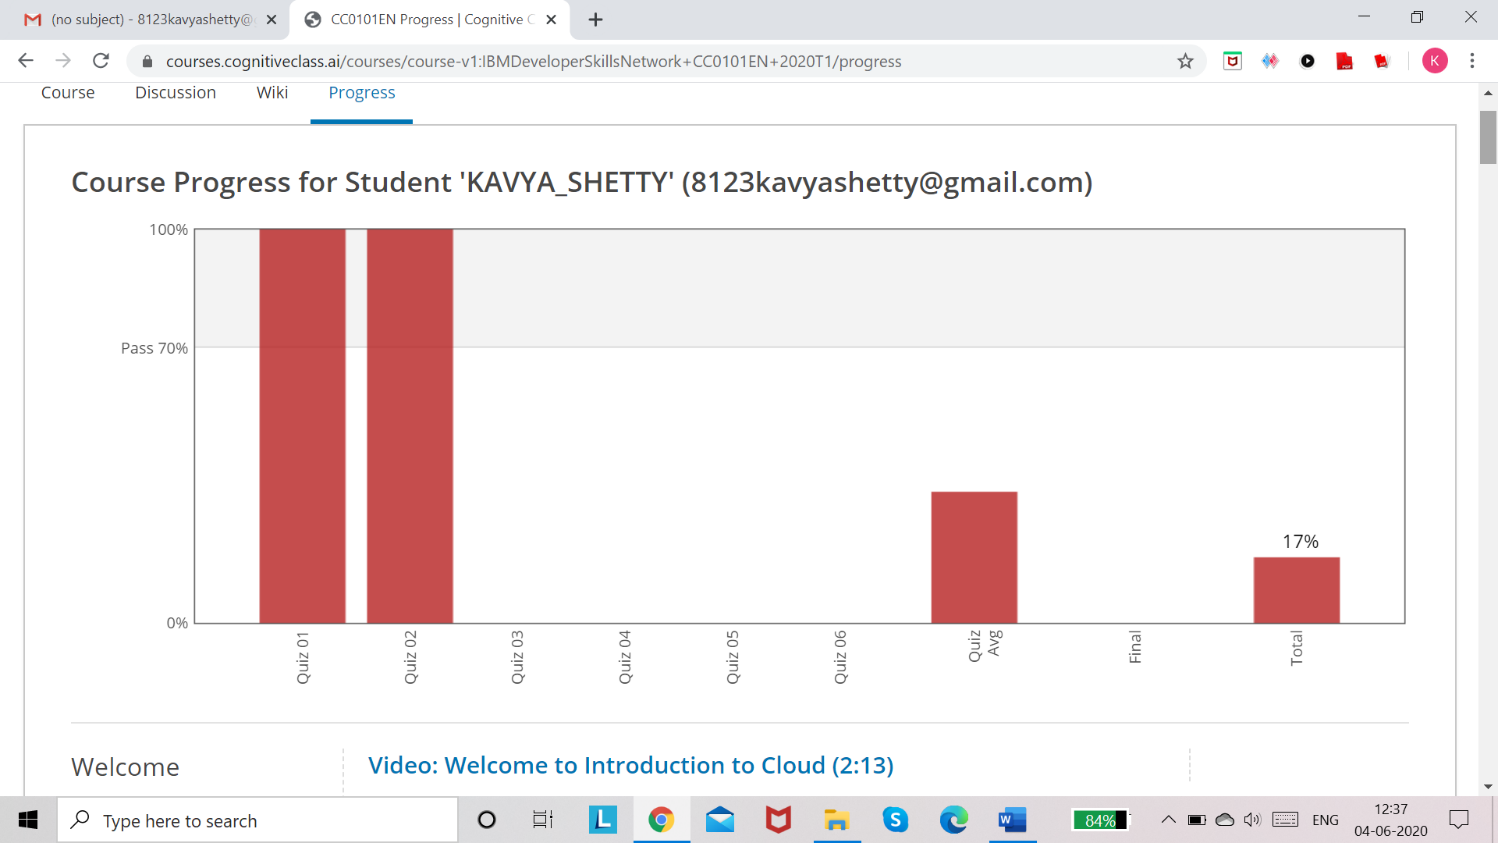 (no subject) - 8123kavyashetty@
CC0101EN Progress | Cognitive C
courses.cognitiveclass.ai/courses/course-v1:IBMDeveloperSkillsNetwork+CC0101EN+2020T1/progress
K
Course Discussion Wiki Progress
Course Progress for Student 'KAVYA_SHETTY' (8123kavyashetty@gmail.com)
100%
Pass 70%
17%
0%
Quiz 01
Quiz 02
Quiz 03
Quiz 04
Quiz 05
Quiz 06
Quiz
Avg
Final
Total
Welcome
Video: Welcome to Introduction to Cloud (2:13)
Type here to search
84%
ENG
12:37
04-06-2020